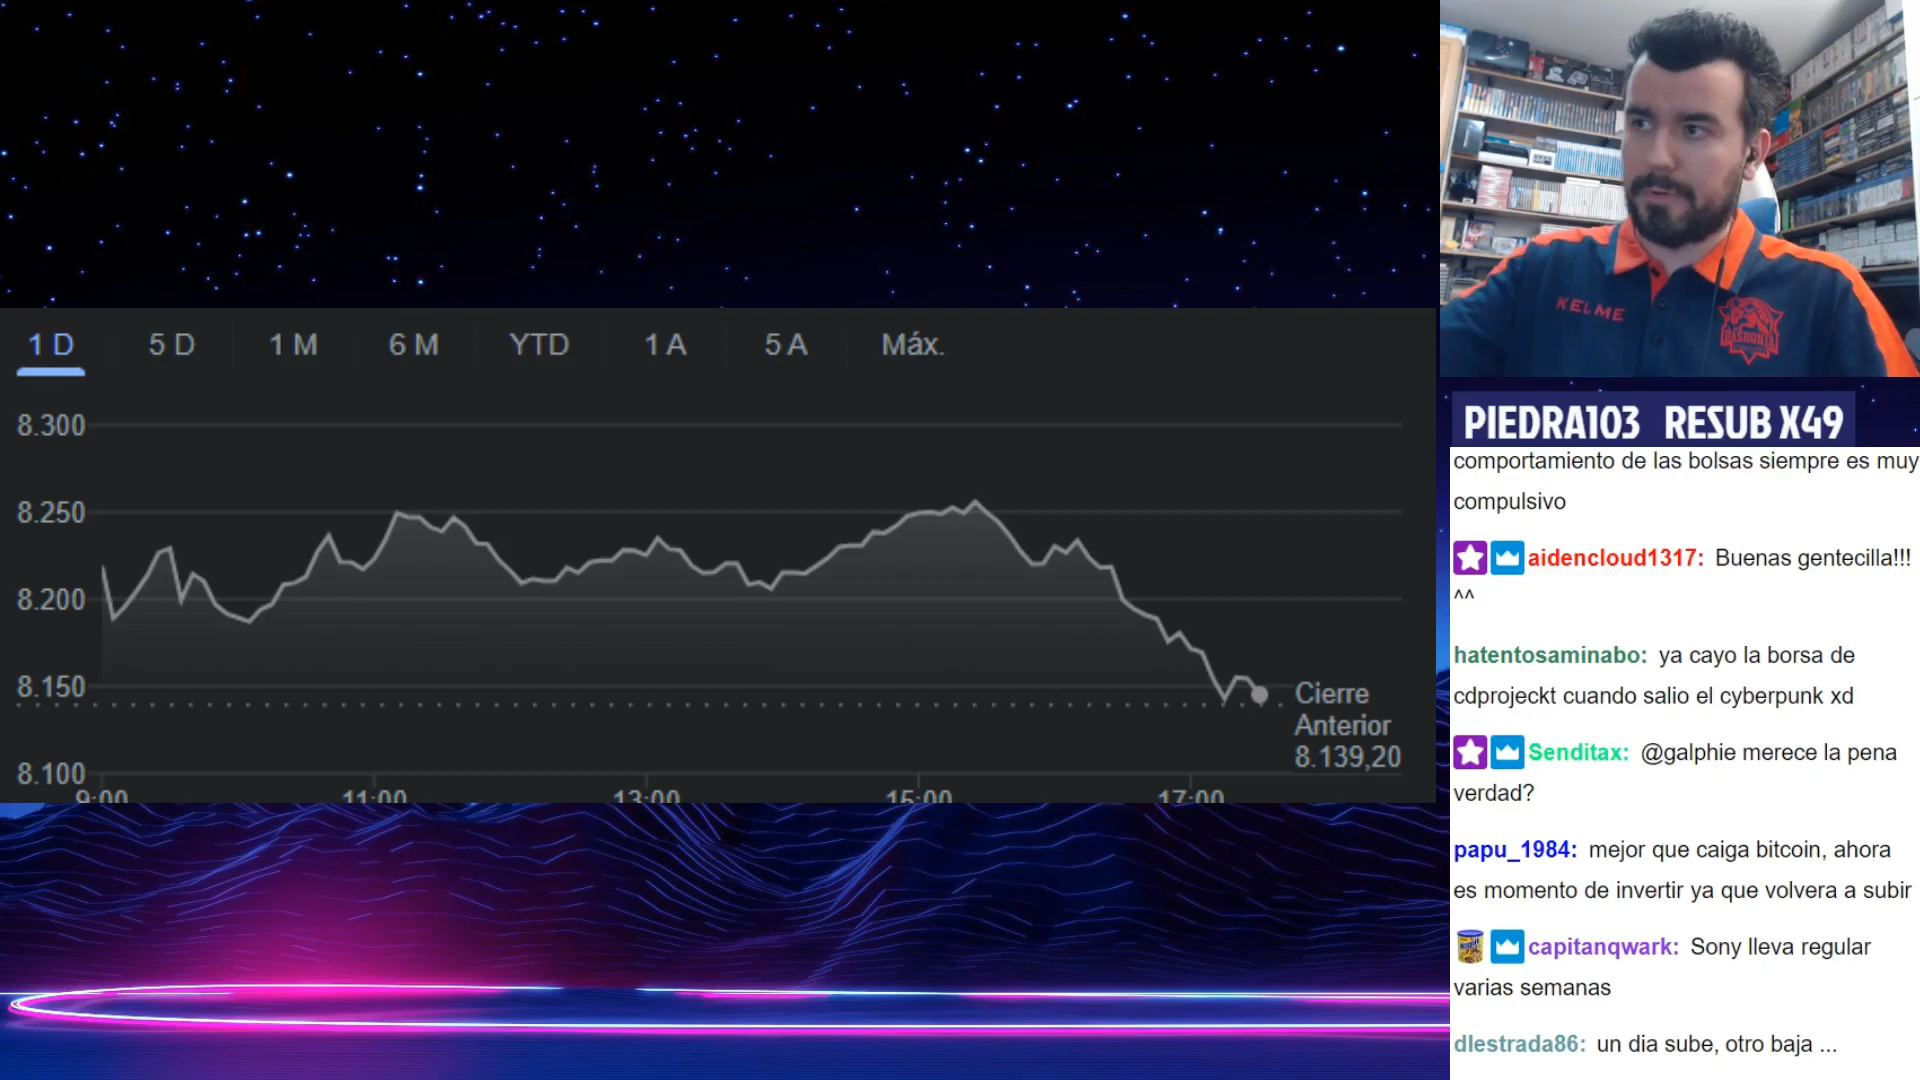 1 D 5 D 1 M 6 M YTD 1 A 5 A Máx.
8.300
8.250
8.200
8.150
8.100
Cierre
Anterior
8.139,20
9:00 11:00 13:00 15:00 17:00
KELME
BASKONIA
PIEDRA103 RESUB X49
comportamiento de las bolsas siempre es muy
compulsivo
aidencloud1317: Buenas gentecilla!!!
^^
hatentosaminabo: ya cayo la borsa de
cdprojeckt cuando salio el cyberpunk xd
Senditax: @galphie merece la pena
verdad?
papu_1984: mejor que caiga bitcoin, ahora
es momento de invertir ya que volvera a subir
capitanqwark: Sony lleva regular
varias semanas
dlestrada86: un dia sube, otro baja ...